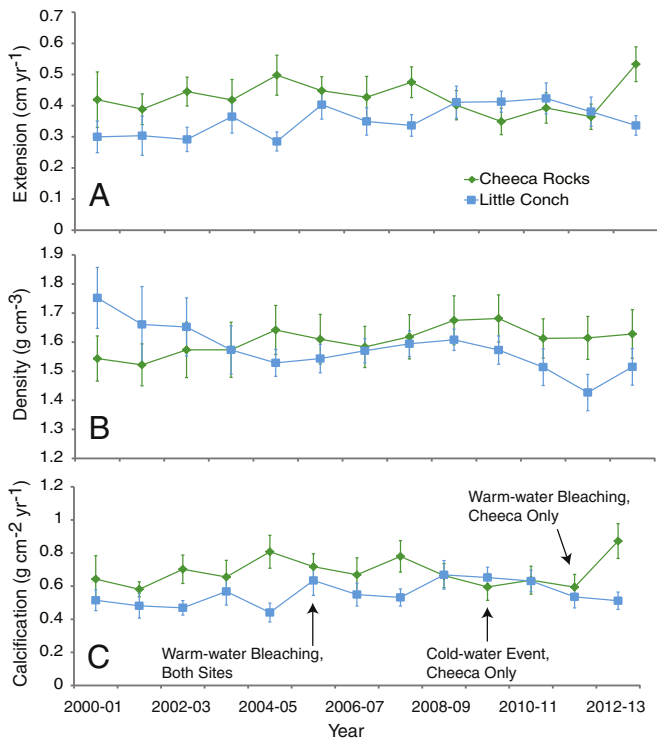 0.7
0.6
0.5
0.4
0.3
0.2
0.1
0
Extension (cm yr-1)
A
Cheeca Rocks
Little Conch
1.9
1.8
1.7
1.6
1.5
1.4
1.3
1.2
Density (g cm-3)
B
1.2
1
0.8
0.6
0.4
0.2
0
Calcification (g cm-2 yr-1)
C
Warm-water Bleaching,
Cheeca Only
Warm-water Bleaching,
Both Sites
Cold-water Event,
Cheeca Only
2000-01 2002-03 2004-05 2006-07 2008-09 2010-11 2012-13
Year